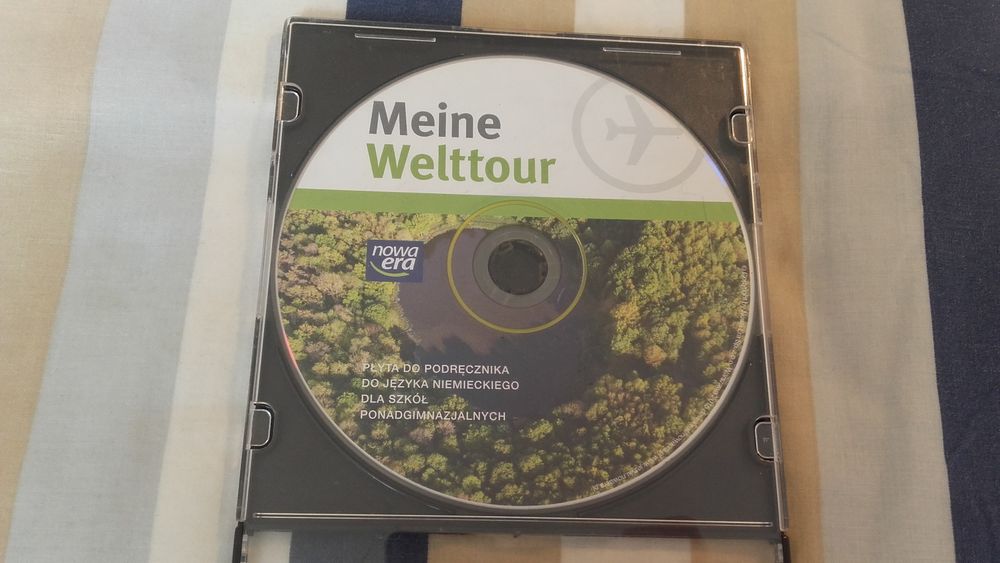 Meine
Welttour
nowa
era
PŁYTA DO PODRĘCZNIKA
DO JĘZYKA NIEMIECKIEGO
DLA SZKÓŁ
PONADGIMNAZJALNYCH